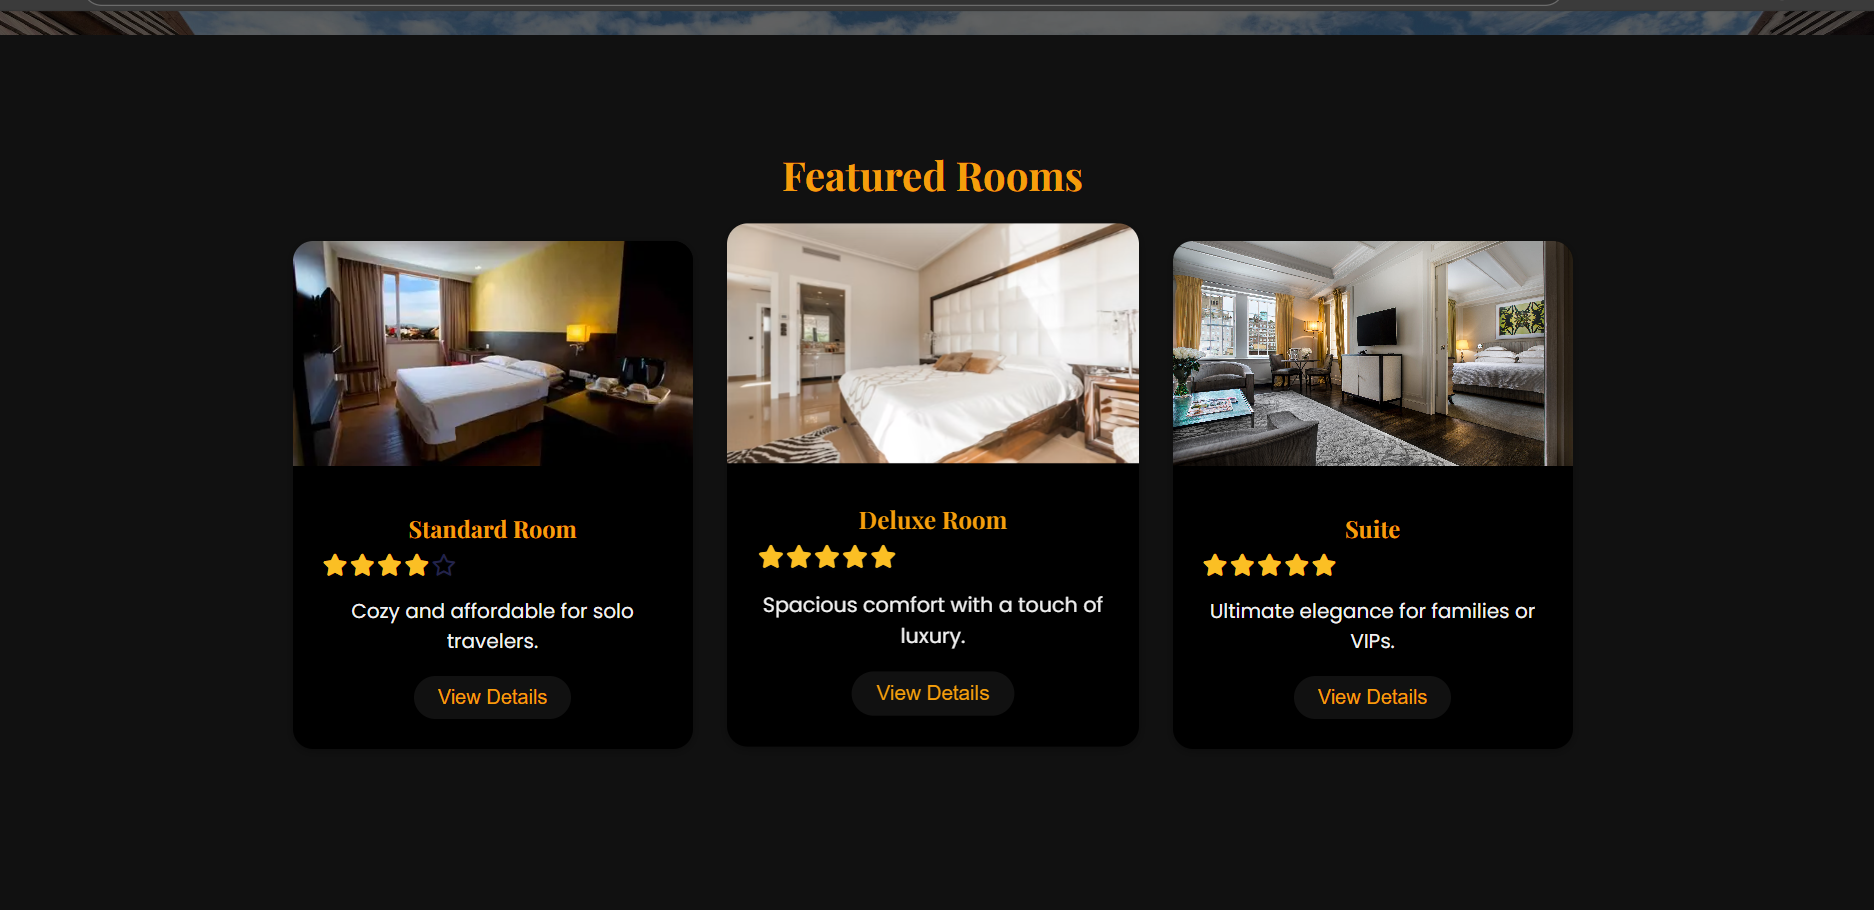 Featured Rooms
Standard Room
Cozy and affordable for solo
travelers.
View Details
Deluxe Room
Spacious comfort with a touch of
luxury.
View Details
Suite
Ultimate elegance for families or
VIPs.
View Details